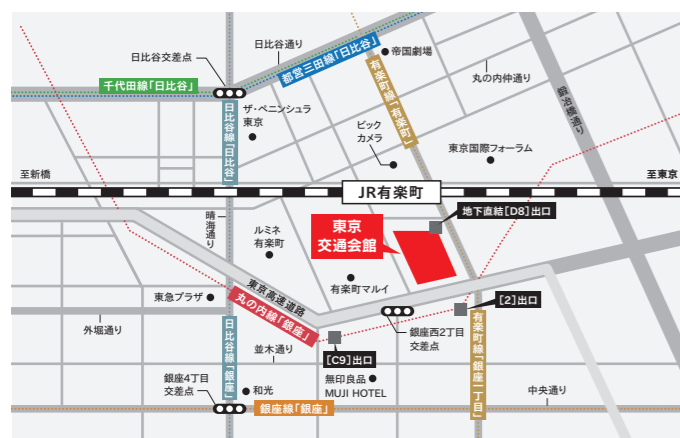 日比谷通り
日比谷交差点
都営三田線「日比谷」
帝国劇場
丸の内仲通り
千代田線「日比谷」
有楽町線「有楽町」
鍛冶橋通り
ザ・ペニンシュラ
東京
日比谷線「日比谷」
ビック
カメラ
東京国際フォーラム
至新橋
至東京
JR有楽町
地下直結[D8]出口
東京
交通会館
晴海通り
ルミネ
有楽町
有楽町マルイ
東京高速道路
東急プラザ
丸の内線「銀座」
[2]出口
外堀通り
日比谷線「銀座」
並木通り
[C9]出口
銀座西2丁目
交差点
有楽町線「銀座一丁目」
銀座4丁目
交差点
和光
無印良品
MUJI HOTEL
中央通り
銀座線「銀座」